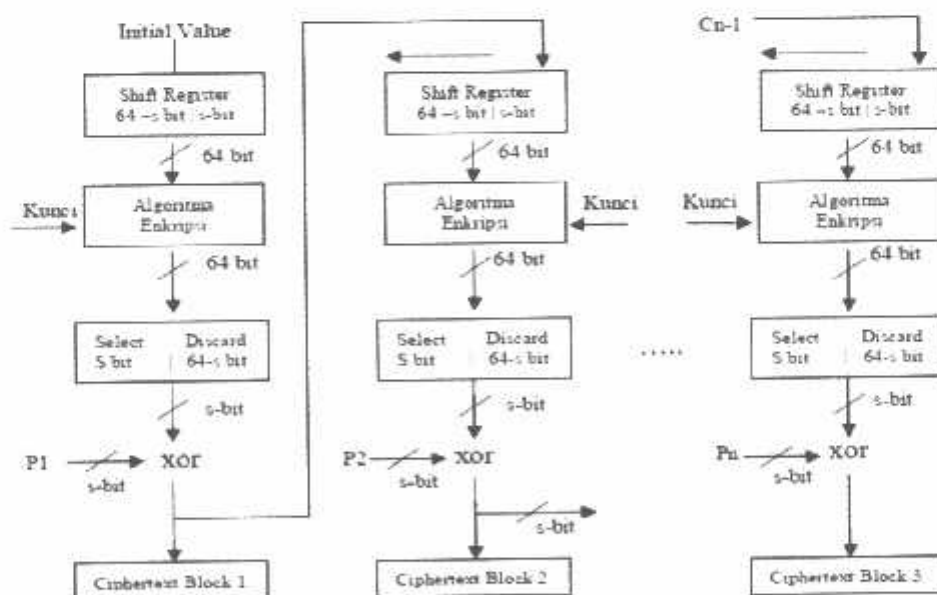 Initial Value
Shift Register
64 -s bit | s-bit
64 bit
Kunci
Algoritma
Enkripsi
64 bit
Select
S bit
Discard
64-s bit
s-bit
P1
xor
s-bit
Ciphertext Block 1
Shift Register
64 -s bit | s-bit
64 bit
Algoritma
Enkripsi
Kunci
64 bit
Select
S bit
Discard
64-s bit
s-bit
P2
xor
s-bit
s-bit
Ciphertext Block 2
.....
Cn-1
Shift Register
64 -s bit | s-bit
64 bit
Kunci
Algoritma
Enkripsi
64 bit
Select
S bit
Discard
64-s bit
s-bit
Pn
xor
s-bit
Ciphertext Block 3